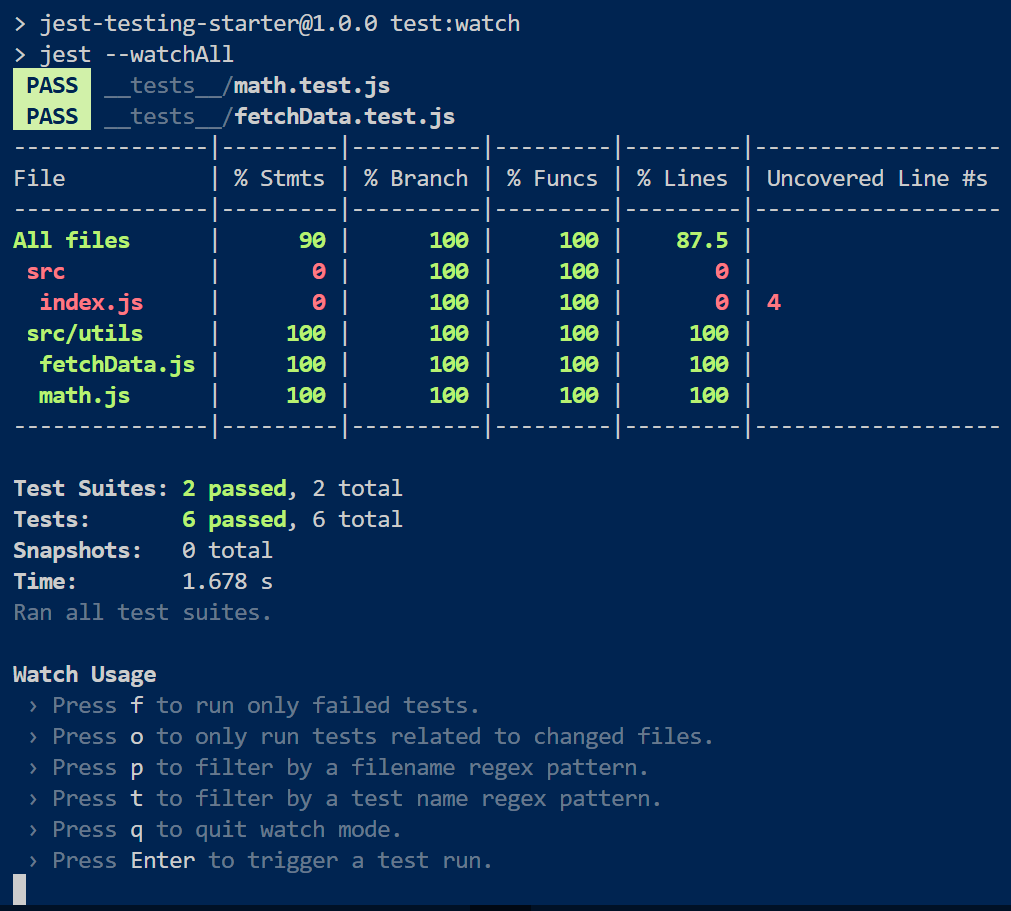 > jest-testing-starter@1.0.0 test:watch
> jest --watchAll
PASS  __tests__/math.test.js
PASS  __tests__/fetchData.test.js
---------------|---------|----------|---------|---------|-------------------
File           | % Stmts | % Branch | % Funcs | % Lines | Uncovered Line #s
---------------|---------|----------|---------|---------|-------------------
All files      |      90 |      100 |     100 |    87.5 |
 src           |       0 |      100 |     100 |       0 |
  index.js     |       0 |      100 |     100 |       0 | 4
 src/utils     |     100 |      100 |     100 |     100 |
  fetchData.js |     100 |      100 |     100 |     100 |
  math.js      |     100 |      100 |     100 |     100 |
---------------|---------|----------|---------|---------|-------------------
Test Suites: 2 passed, 2 total
Tests:       6 passed, 6 total
Snapshots:   0 total
Time:        1.678 s
Ran all test suites.
Watch Usage
 › Press f to run only failed tests.
 › Press o to only run tests related to changed files.
 › Press p to filter by a filename regex pattern.
 › Press t to filter by a test name regex pattern.
 › Press q to quit watch mode.
 › Press Enter to trigger a test run.